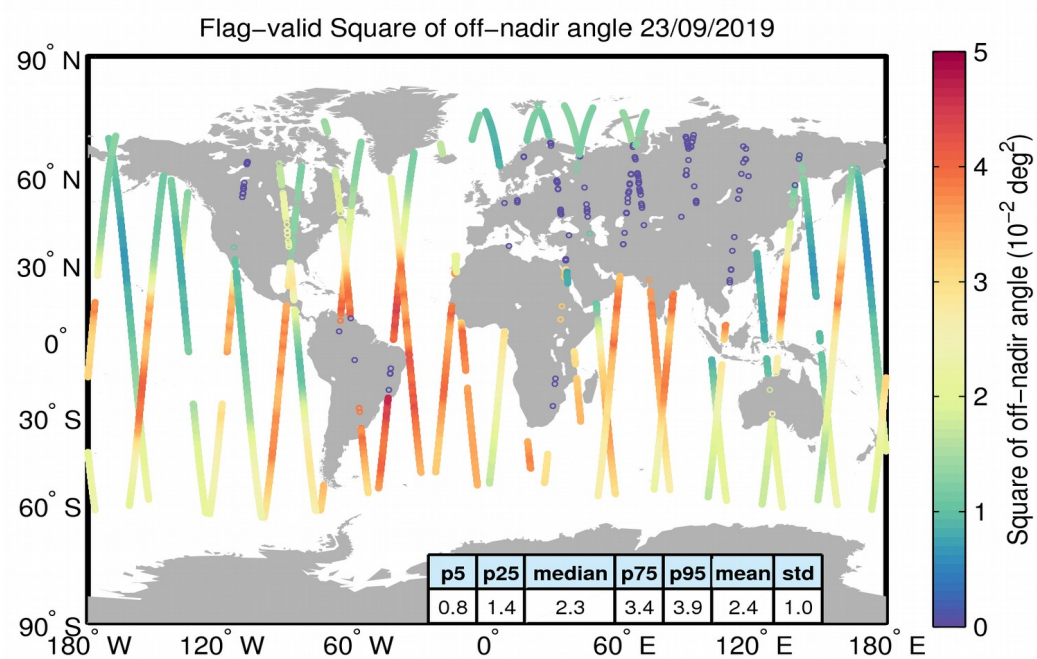 Flag−valid Square of off−nadir angle 23/09/2019
90° N
60° N
30° N
0°
30° S
60° S
90° S
180° W
120° W
60° W
0°
60° E
120° E
180° E
p5 p25 median p75 p95 mean std
0.8 1.4 2.3 3.4 3.9 2.4 1.0
5
4
3
2
1
0
Square of off−nadir angle (10⁻² deg²)